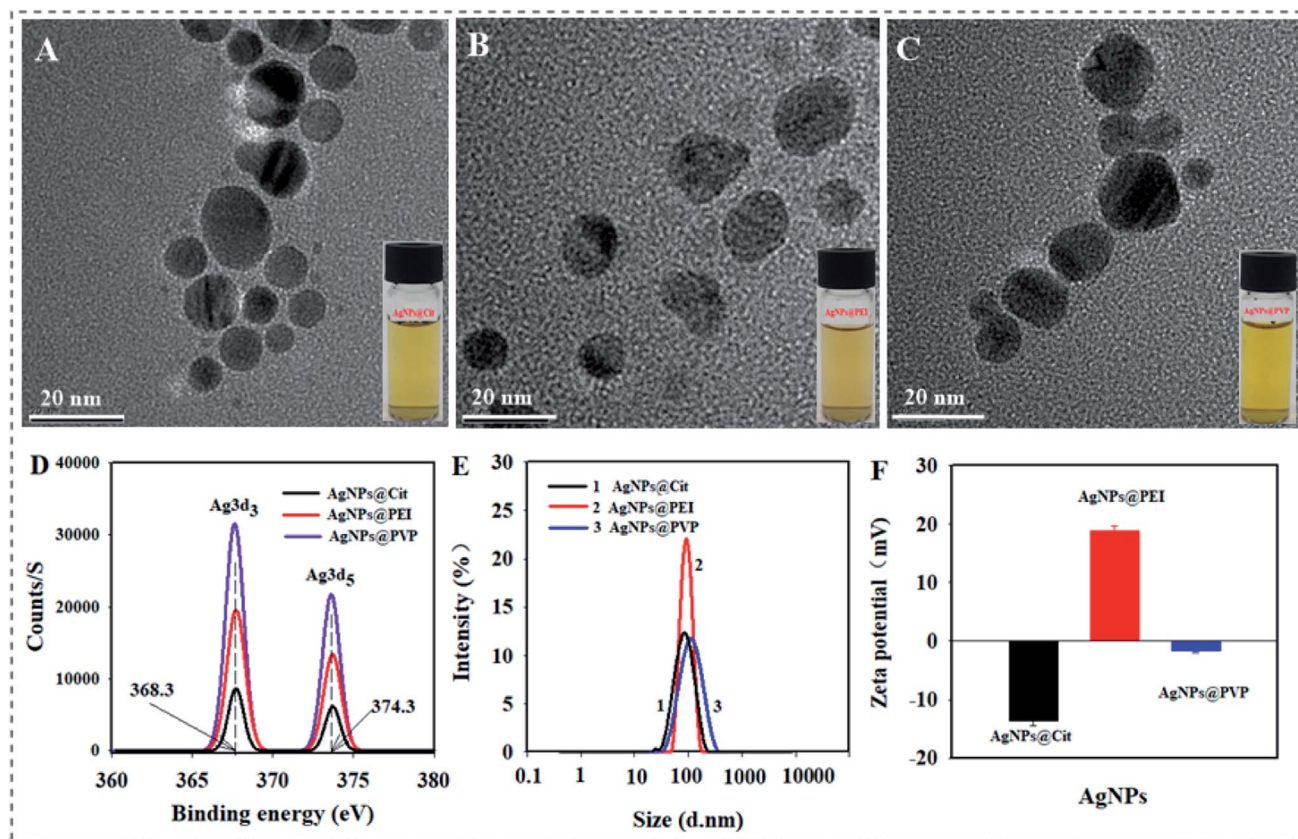 A
AgNPs@Cit
20 nm
B
AgNPs@PEI
20 nm
C
AgNPs@PVP
20 nm
D
40000
30000
20000
10000
0
Counts/S
Ag3d3
Ag3d5
AgNPs@Cit
AgNPs@PEI
AgNPs@PVP
368.3
374.3
360 365 370 375 380
Binding energy (eV)
E
30
25
20
15
10
5
0
Intensity (%)
1 AgNPs@Cit
2 AgNPs@PEI
3 AgNPs@PVP
2
1
3
0.1 1 10 100 1000 10000
Size (d.nm)
F
30
20
10
0
-10
-20
Zeta potential (mV)
AgNPs@PEI
AgNPs@PVP
AgNPs@Cit
AgNPs